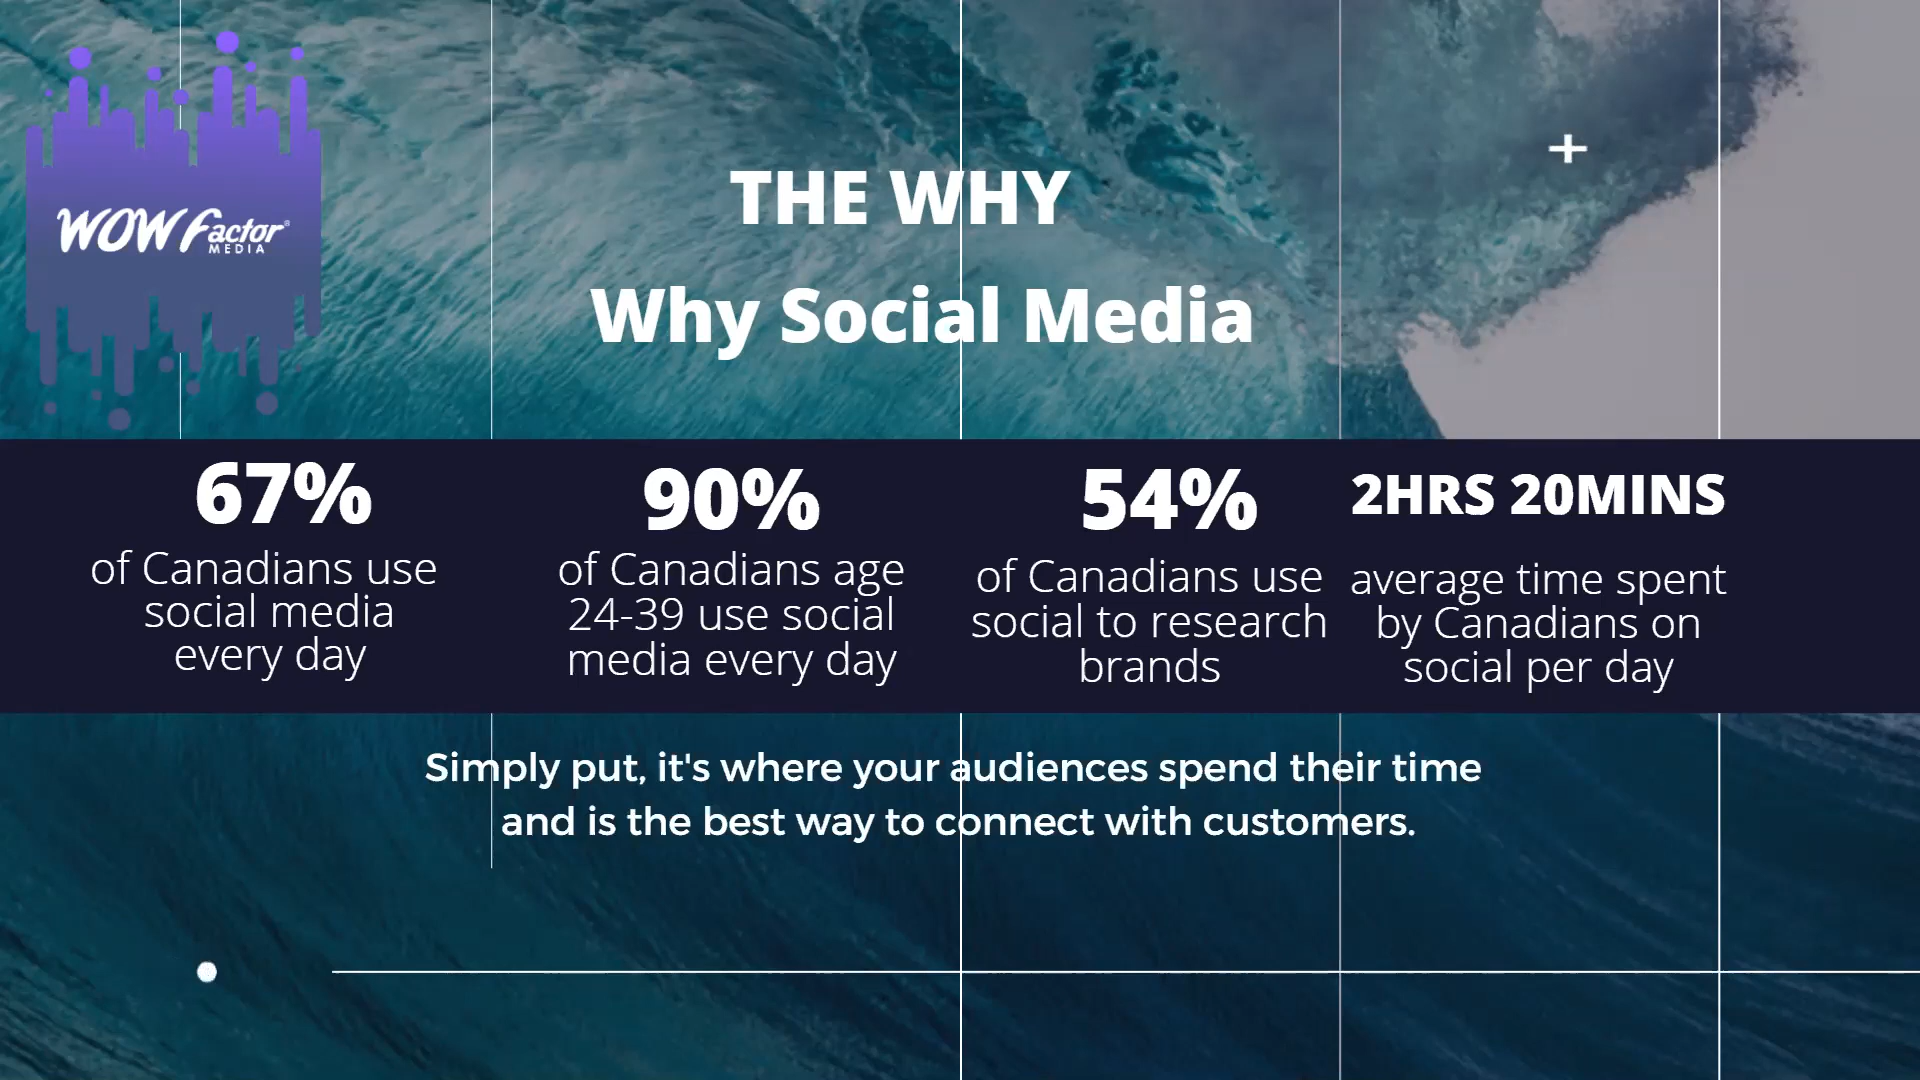 WOW Factor®
MEDIA
THE WHY
Why Social Media
67%
of Canadians use
social media
every day
90%
of Canadians age
24-39 use social
media every day
54%
of Canadians use
social to research
brands
2HRS 20MINS
average time spent
by Canadians on
social per day
Simply put, it's where your audiences spend their time
and is the best way to connect with customers.